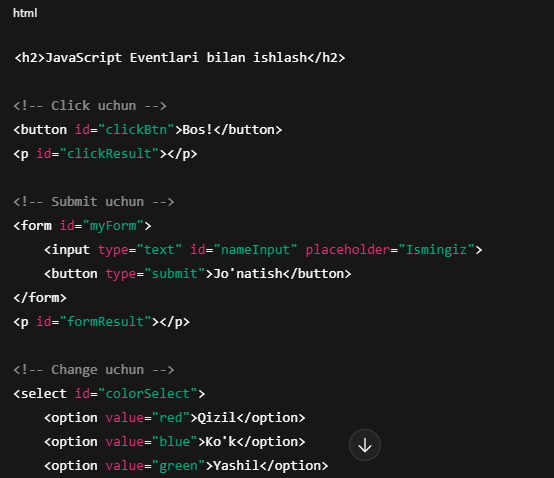 html
<h2>JavaScript Eventlari bilan ishlash</h2>
<!-- Click uchun -->
<button id="clickBtn">Bos!</button>
<p id="clickResult"></p>
<!-- Submit uchun -->
<form id="myForm">
<input type="text" id="nameInput" placeholder="Ismingiz">
<button type="submit">Jo'natish</button>
</form>
<p id="formResult"></p>
<!-- Change uchun -->
<select id="colorSelect">
<option value="red">Qizil</option>
<option value="blue">Ko'k</option>
<option value="green">Yashil</option>